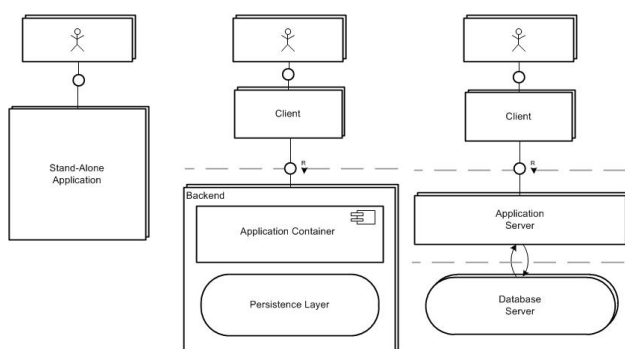 Stand-Alone
Application
Client
R
Backend
Application Container
Persistence Layer
Client
R
Application
Server
Database
Server